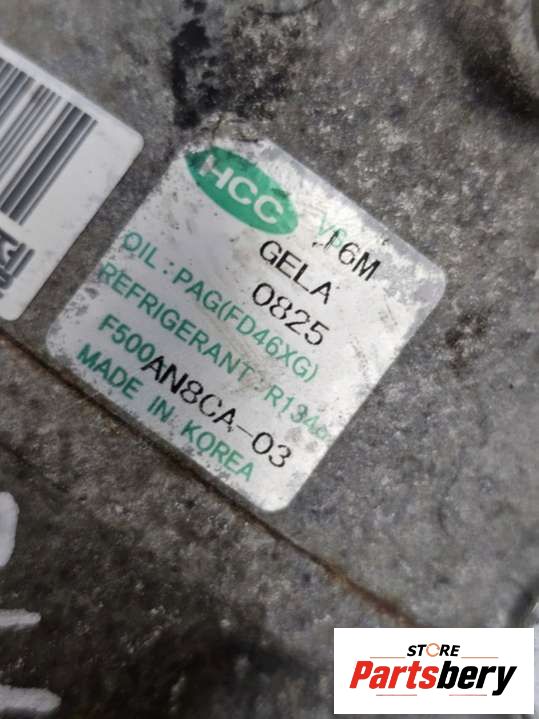 HCC
VS16M
GELA
0825
OIL : PAG(FD46XG)
REFRIGERANT : R134a
F500AN8CA-03
MADE IN KOREA
STORE
Partsbery